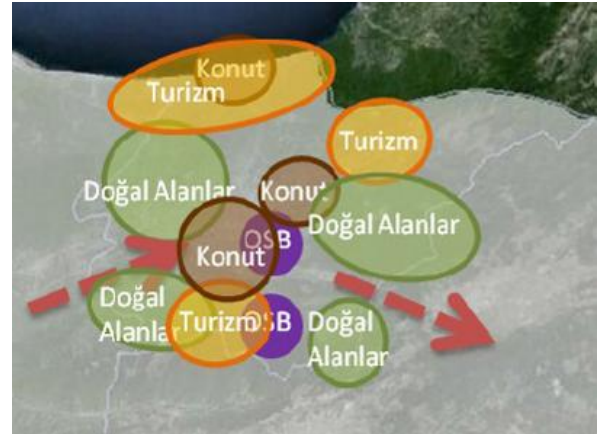 Konut
Turizm
Turizm
Doğal Alanlar
Konut
Doğal Alanlar
OSB
Konut
Doğal
Alanlar
Turizm
OSB
Doğal
Alanlar